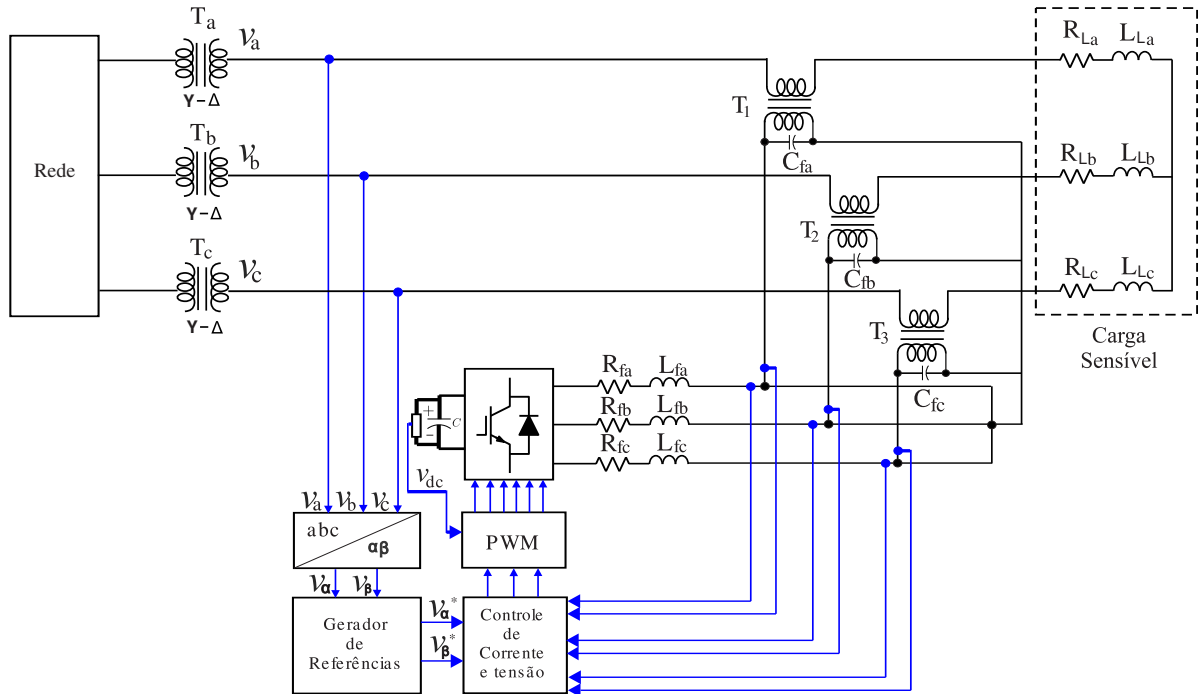 Ta
va
Y-Δ
Rede
Tb
vb
Y-Δ
Tc
vc
Y-Δ
T1
Cfa
T2
Cfb
T3
Cfc
RLa LLa
RLb LLb
RLc LLc
Carga
Sensível
Rfa Lfa
Rfb Lfb
Rfc Lfc
+
C
−
vdc
va vb vc
abc
αβ
PWM
vα vβ
Gerador
de
Referências
vα*
vβ*
Controle
de
Corrente
e tensão